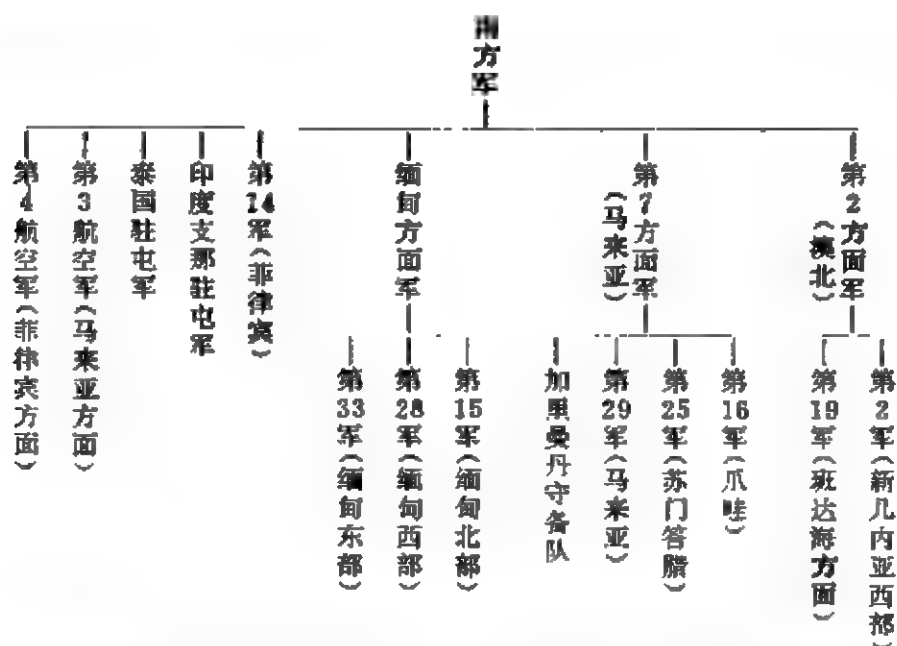 南方军
第2方面军
（澳北）
第7方面军
（马来亚）
缅甸方面军
第14军（菲律宾）
印度支那驻屯军
泰国驻屯军
第3航空军（马来亚方面）
第4航空军（菲律宾方面）
第2军（新几内亚西部）
第19军（班达海方面）
第16军（爪哇）
第25军（苏门答腊）
第29军（马来亚）
加里曼丹守备队
第15军（缅甸北部）
第28军（缅甸西部）
第33军（缅甸东部）